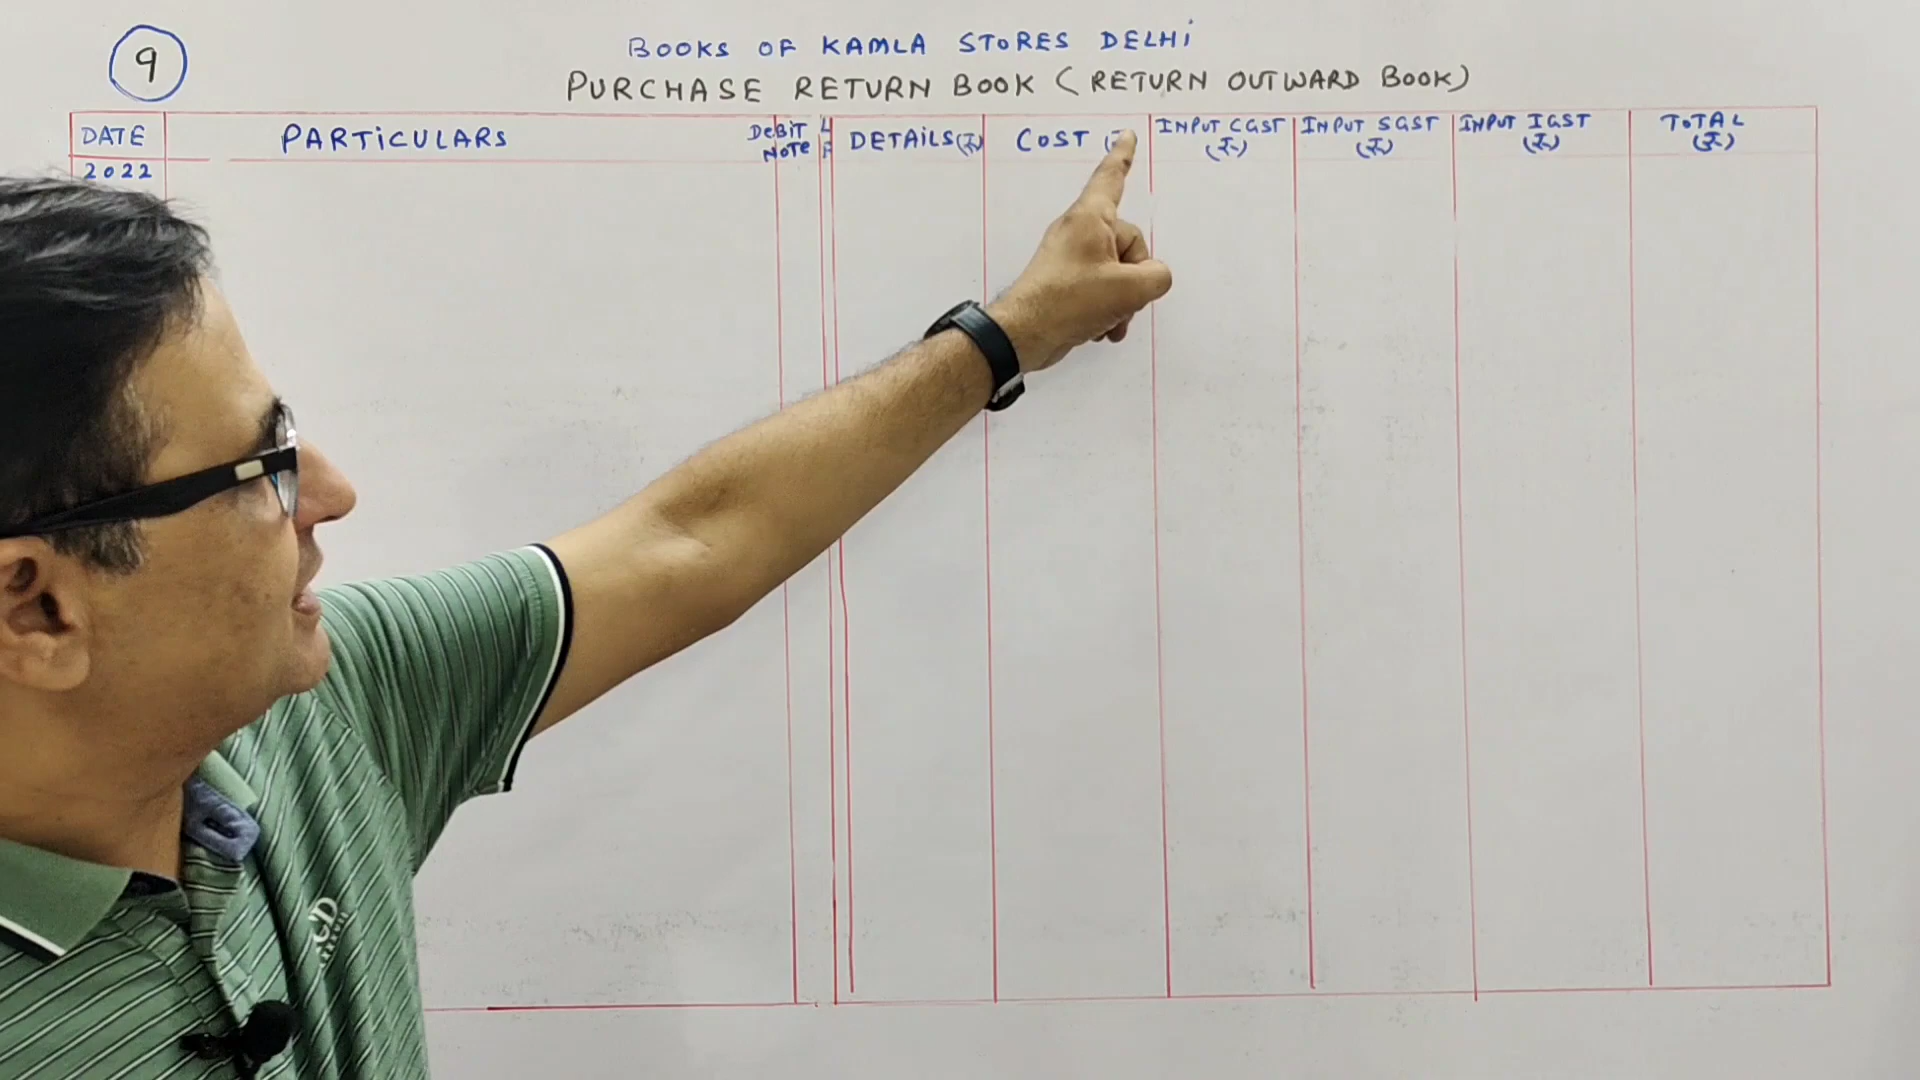 9
BOOKS OF KAMLA STORES DELHi
PURCHASE RETURN BOOK (RETURN OUTWARD BOOK)
DATE PARTiCULARS DEBiT NOTE LF DETAiLS(₹) COST INPUT CGST (₹) INPUT SGST (₹) INPUT IGST (₹) TOTAL (₹)
2022